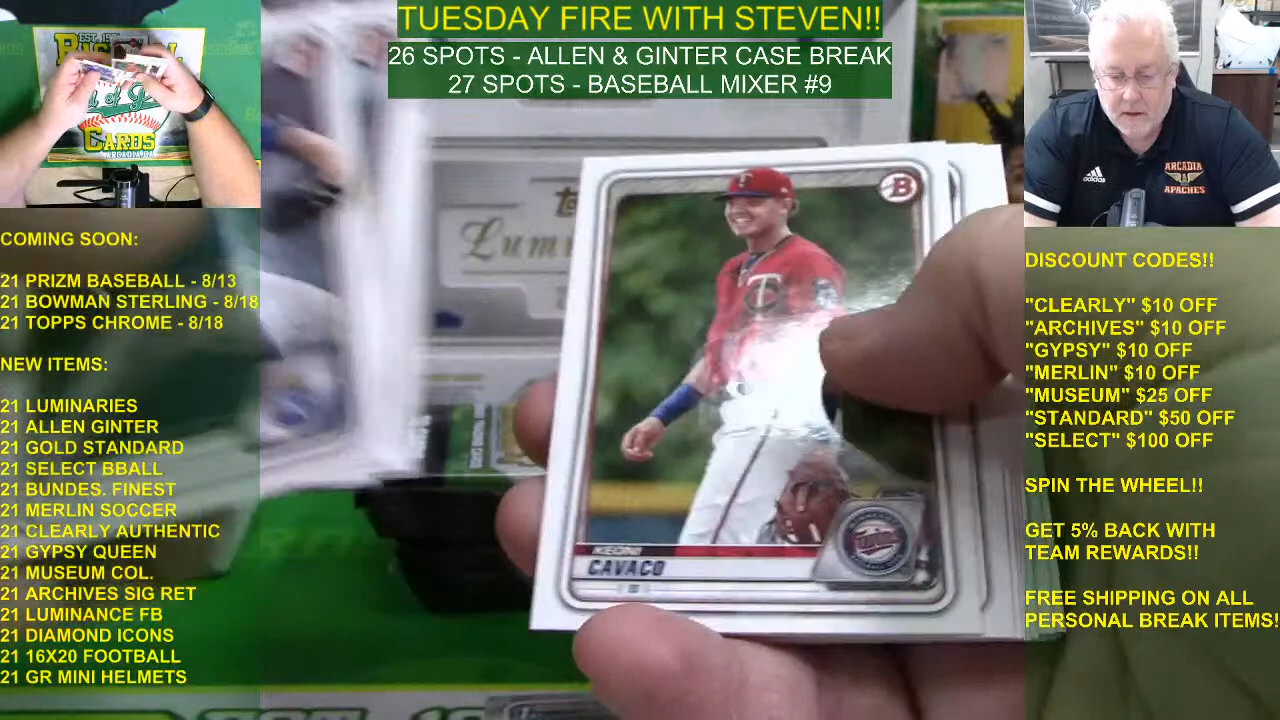 TUESDAY FIRE WITH STEVEN!!
26 SPOTS - ALLEN & GINTER CASE BREAK
27 SPOTS - BASEBALL MIXER #9
CARDS
COMING SOON:
21 PRIZM BASEBALL - 8/13
21 BOWMAN STERLING - 8/18
21 TOPPS CHROME - 8/18
NEW ITEMS:
21 LUMINARIES
21 ALLEN GINTER
21 GOLD STANDARD
21 SELECT BBALL
21 BUNDES. FINEST
21 MERLIN SOCCER
21 CLEARLY AUTHENTIC
21 GYPSY QUEEN
21 MUSEUM COL.
21 ARCHIVES SIG RET
21 LUMINANCE FB
21 DIAMOND ICONS
21 16X20 FOOTBALL
21 GR MINI HELMETS
Lum
T
B
C
Twins
KEONI
CAVACO
adidas
ARCADIA
APACHES
DISCOUNT CODES!!
"CLEARLY" $10 OFF
"ARCHIVES" $10 OFF
"GYPSY" $10 OFF
"MERLIN" $10 OFF
"MUSEUM" $25 OFF
"STANDARD" $50 OFF
"SELECT" $100 OFF
SPIN THE WHEEL!!
GET 5% BACK WITH
TEAM REWARDS!!
FREE SHIPPING ON ALL
PERSONAL BREAK ITEMS!